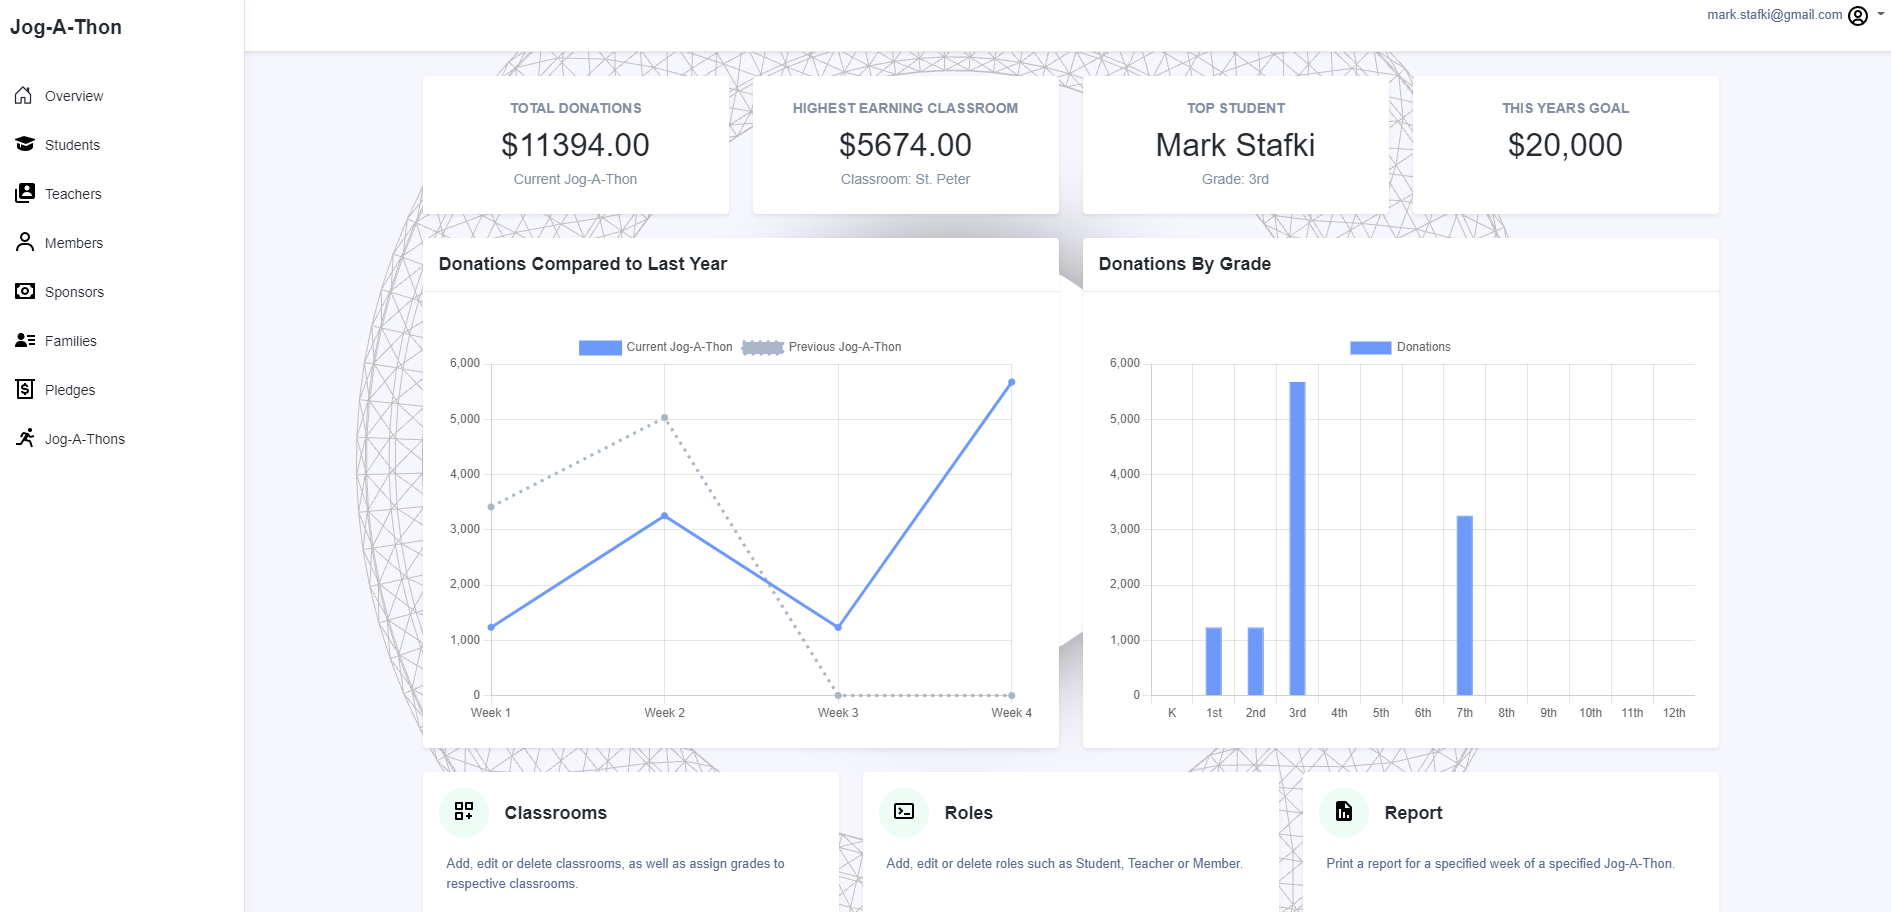 Jog-A-Thon
mark.stafki@gmail.com
Overview
Students
Teachers
Members
Sponsors
Families
Pledges
Jog-A-Thons
TOTAL DONATIONS
$11394.00
Current Jog-A-Thon
HIGHEST EARNING CLASSROOM
$5674.00
Classroom: St. Peter
TOP STUDENT
Mark Stafki
Grade: 3rd
THIS YEARS GOAL
$20,000
Donations Compared to Last Year
Current Jog-A-Thon Previous Jog-A-Thon
6,000
5,000
4,000
3,000
2,000
1,000
0
Week 1 Week 2 Week 3 Week 4
Donations By Grade
Donations
6,000
5,000
4,000
3,000
2,000
1,000
0
K 1st 2nd 3rd 4th 5th 6th 7th 8th 9th 10th 11th 12th
Classrooms
Add, edit or delete classrooms, as well as assign grades to
respective classrooms.
Roles
Add, edit or delete roles such as Student, Teacher or Member.
Report
Print a report for a specified week of a specified Jog-A-Thon.